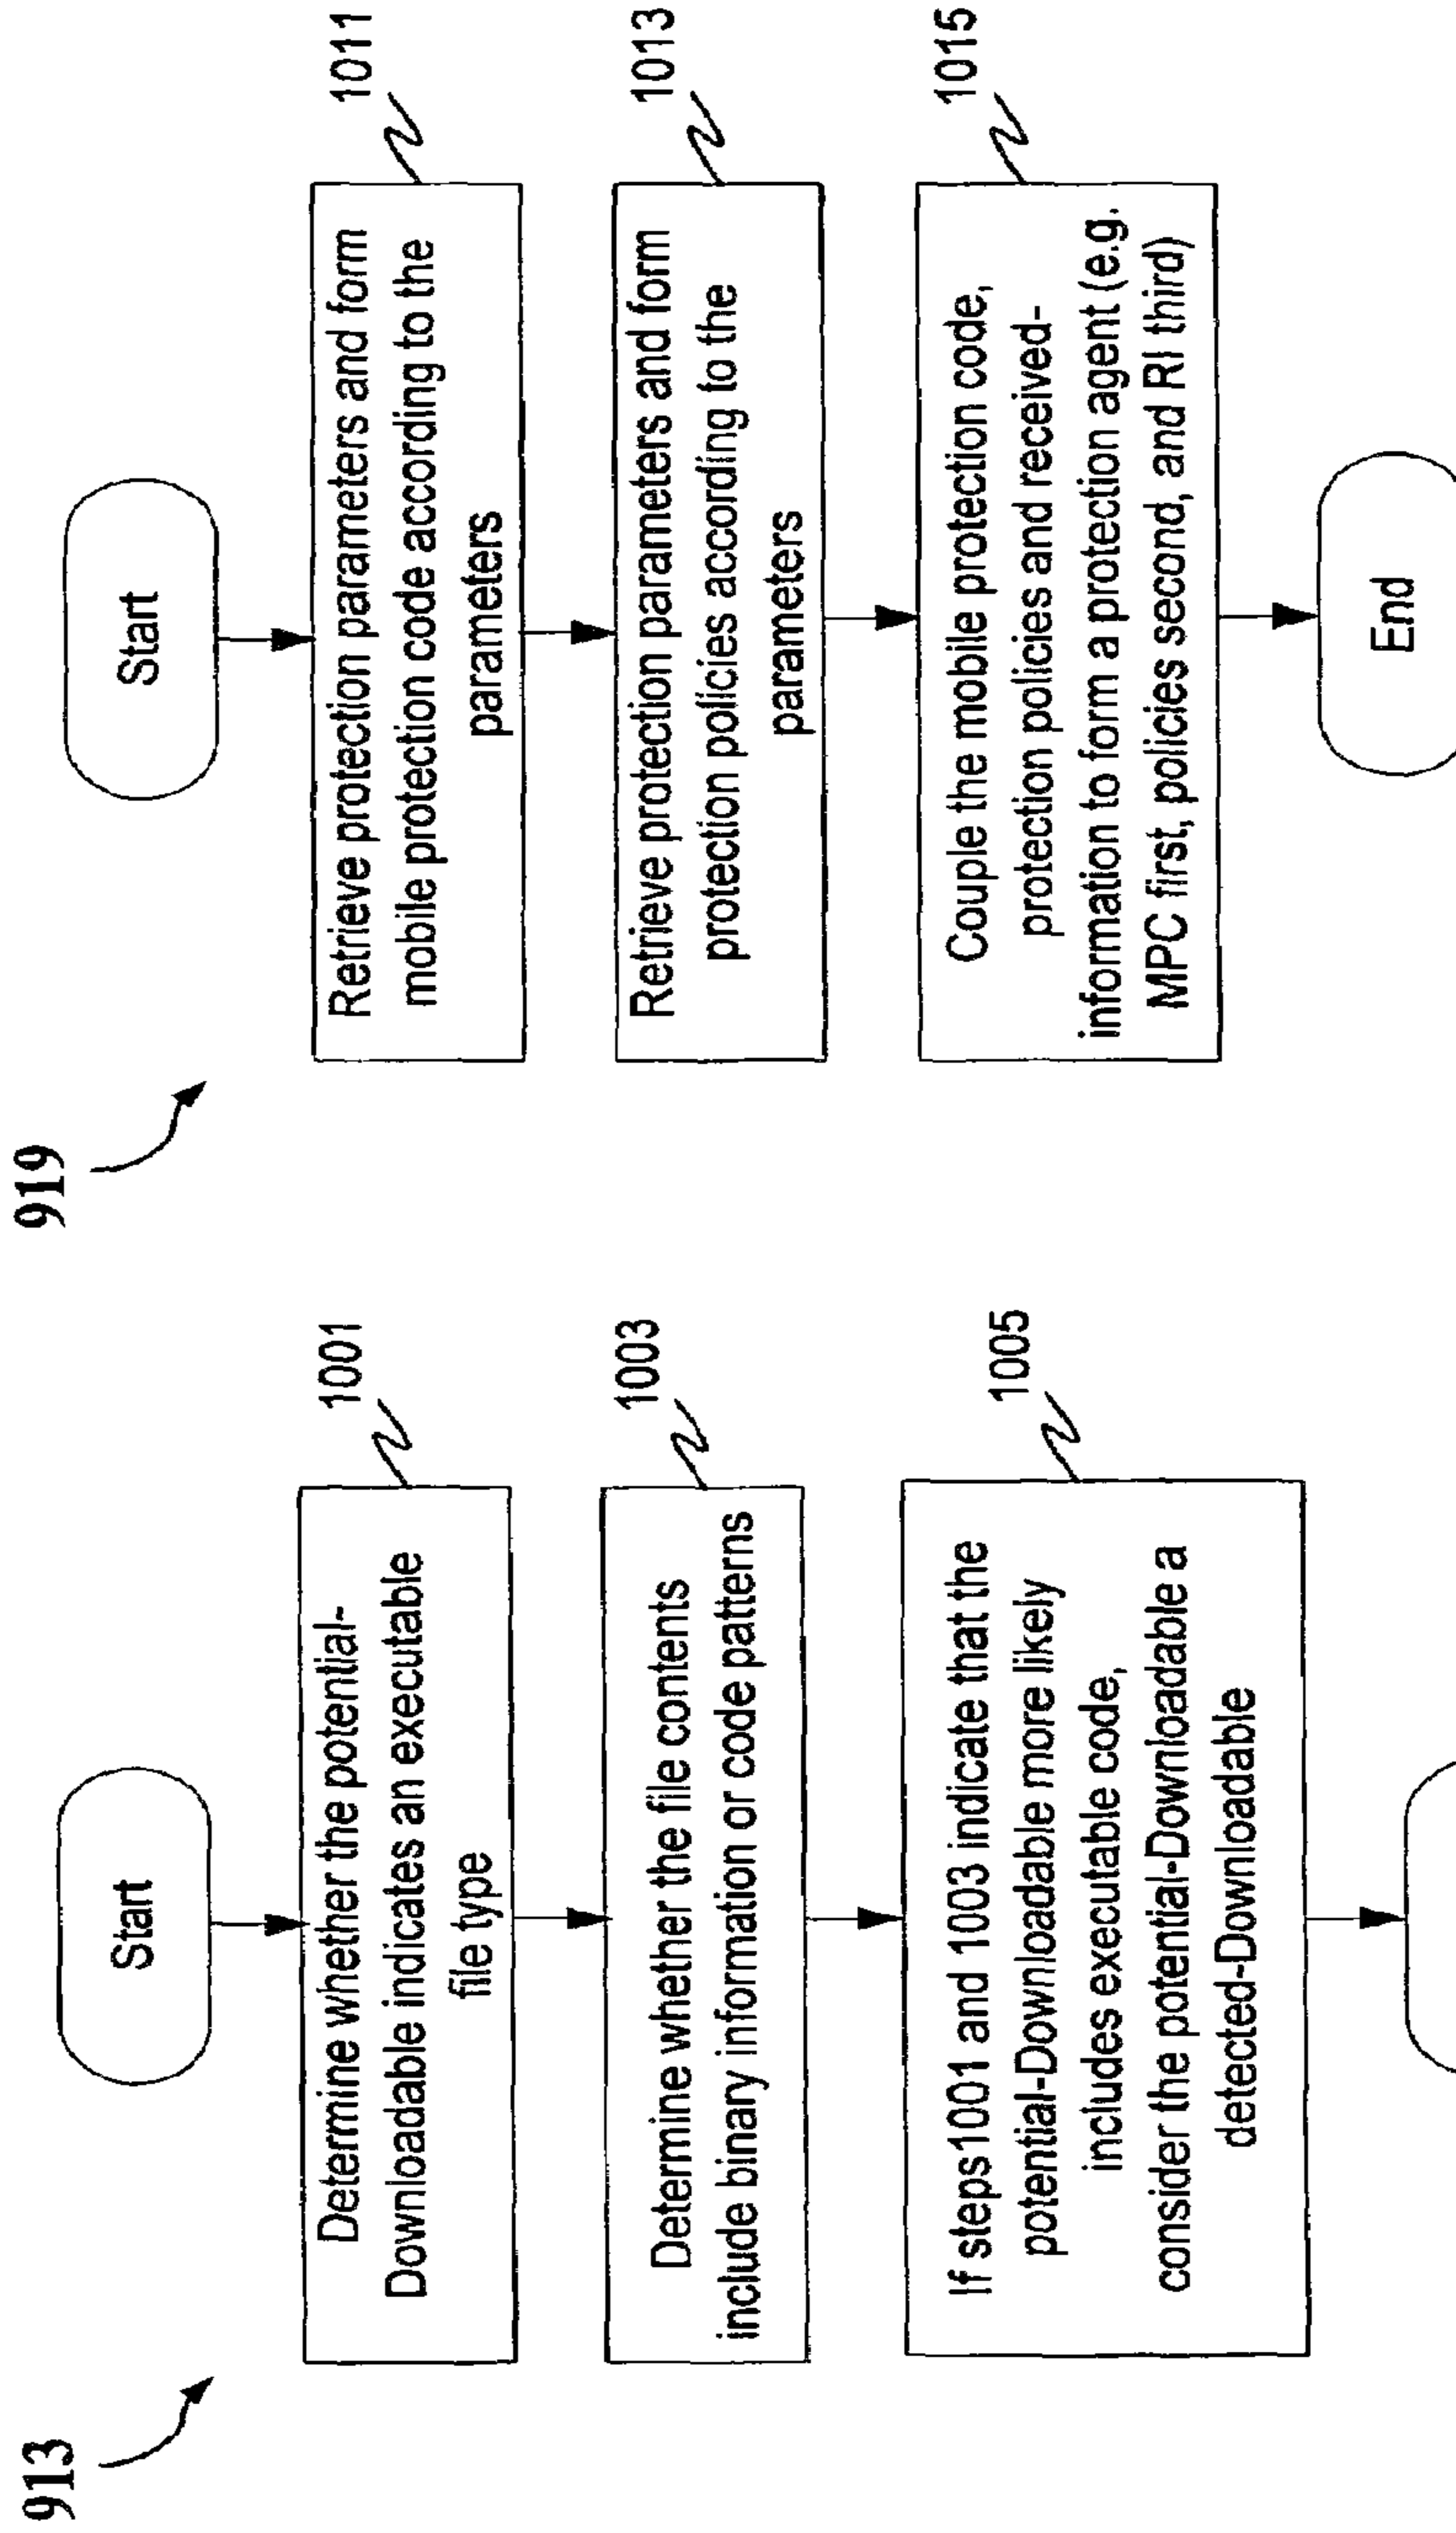 913
Start
Determine whether the potential-
Downloadable indicates an executable
file type
1001
Determine whether the file contents
include binary information or code patterns
1003
If steps1001 and 1003 indicate that the
potential-Downloadable more likely
includes executable code,
consider the potential-Downloadable a
detected-Downloadable
1005
919
Start
Retrieve protection parameters and form
mobile protection code according to the
parameters
1011
Retrieve protection parameters and form
protection policies according to the
parameters
1013
Couple the mobile protection code,
protection policies and received-
information to form a protection agent (e.g.
MPC first, policies second, and RI third)
1015
End